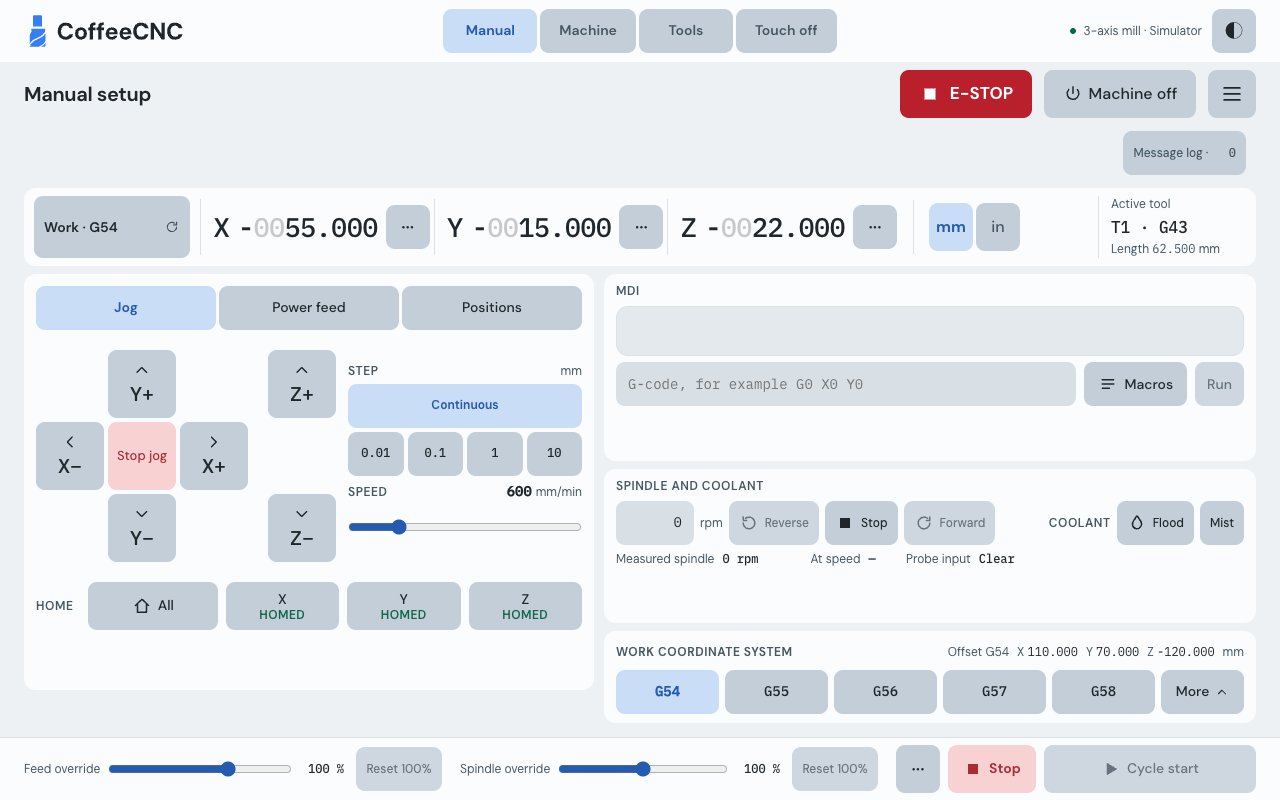 CoffeeCNC
Manual Machine Tools Touch off
3-axis mill · Simulator
Manual setup
E-STOP
Machine off
Message log · 0
Work · G54
X -0055.000 ...
Y -0015.000 ...
Z -0022.000 ...
mm in
Active tool
T1 · G43
Length 62.500 mm
Jog Power feed Positions
Y+
Z+
X−
Stop jog
X+
Y−
Z−
STEP mm
Continuous
0.01 0.1 1 10
SPEED 600 mm/min
HOME
All
X
HOMED
Y
HOMED
Z
HOMED
MDI
G-code, for example G0 X0 Y0
Macros
Run
SPINDLE AND COOLANT
0 rpm Reverse Stop Forward
COOLANT Flood Mist
Measured spindle 0 rpm At speed – Probe input Clear
WORK COORDINATE SYSTEM
Offset G54 X 110.000 Y 70.000 Z -120.000 mm
G54 G55 G56 G57 G58 More
Feed override 100 % Reset 100%
Spindle override 100 % Reset 100%
... Stop Cycle start